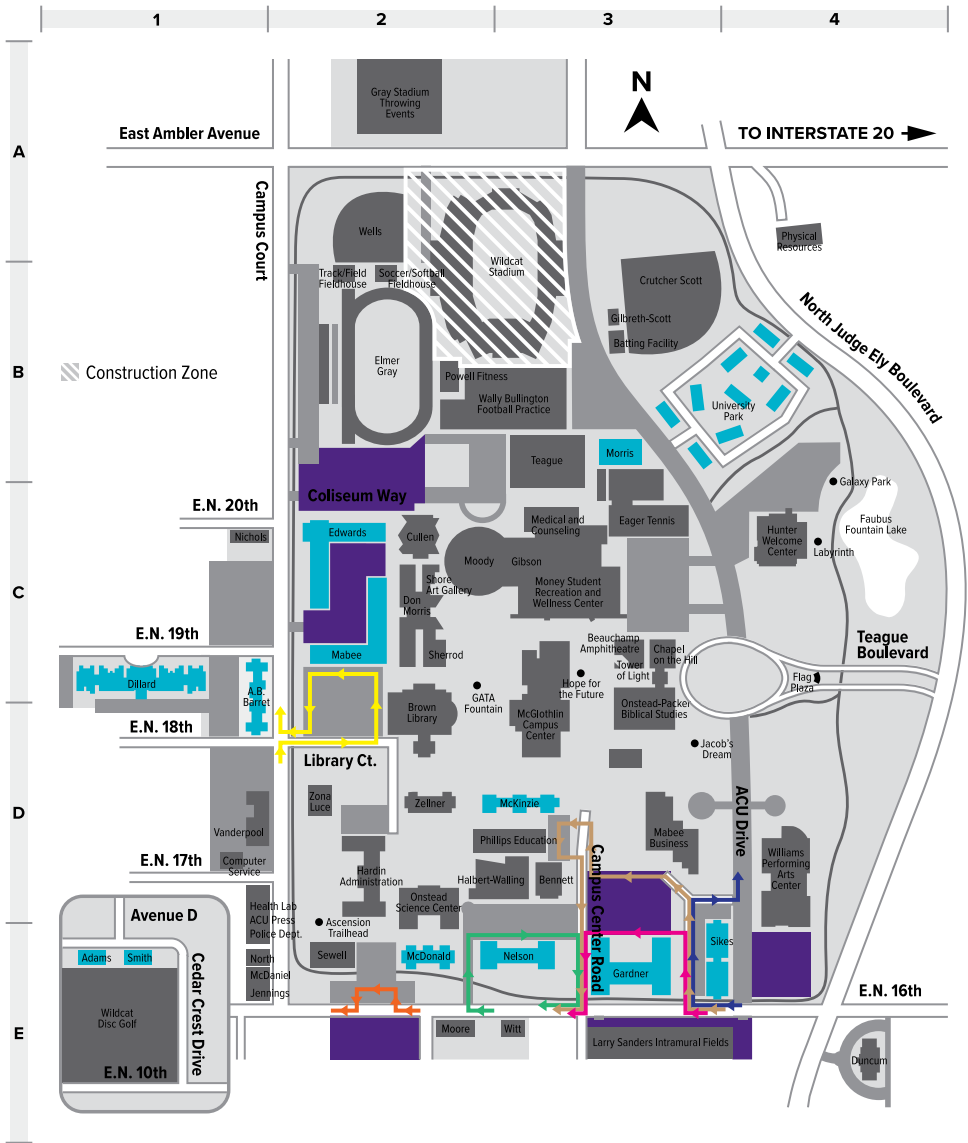 1
2
3
4
A
B
C
D
E
Gray Stadium
Throwing
Events
N
East Ambler Avenue
TO INTERSTATE 20
Campus Court
Wells
Wildcat
Stadium
Physical
Resources
Track/Field
Fieldhouse
Soccer/Softball
Fieldhouse
Crutcher Scott
Gilbreth-Scott
Batting Facility
North Judge Ely Boulevard
Construction Zone
Elmer
Gray
Powell Fitness
Wally Bullington
Football Practice
University
Park
Teague
Morris
Coliseum Way
Galaxy Park
E.N. 20th
Nichols
Edwards
Cullen
Medical and
Counseling
Eager Tennis
Hunter
Welcome
Center
Labyrinth
Faubus
Fountain Lake
Moody
Gibson
Shore
Art Gallery
Don
Morris
Money Student
Recreation and
Wellness Center
E.N. 19th
Mabee
Sherrod
Beauchamp
Amphitheatre
Tower
of Light
Chapel
on the Hill
Teague
Boulevard
Flag
Plaza
Dillard
A.B.
Barret
GATA
Fountain
Hope for
the Future
Brown
Library
McGlothlin
Campus
Center
Onstead-Packer
Biblical Studies
E.N. 18th
Library Ct.
Jacob's
Dream
Zona
Luce
Zellner
McKinzie
ACU Drive
Vanderpool
Phillips Education
Mabee
Business
Williams
Performing
Arts
Center
E.N. 17th
Computer
Service
Hardin
Administration
Halbert-Walling
Bennett
Campus Center Road
Onstead
Science Center
Health Lab
ACU Press
Police Dept.
Avenue D
Ascension
Trailhead
Adams
Smith
Cedar Crest Drive
North
McDaniel
Jennings
Sewell
McDonald
Nelson
Gardner
Sikes
E.N. 16th
Wildcat
Disc Golf
E.N. 10th
Moore
Witt
Larry Sanders Intramural Fields
Duncum